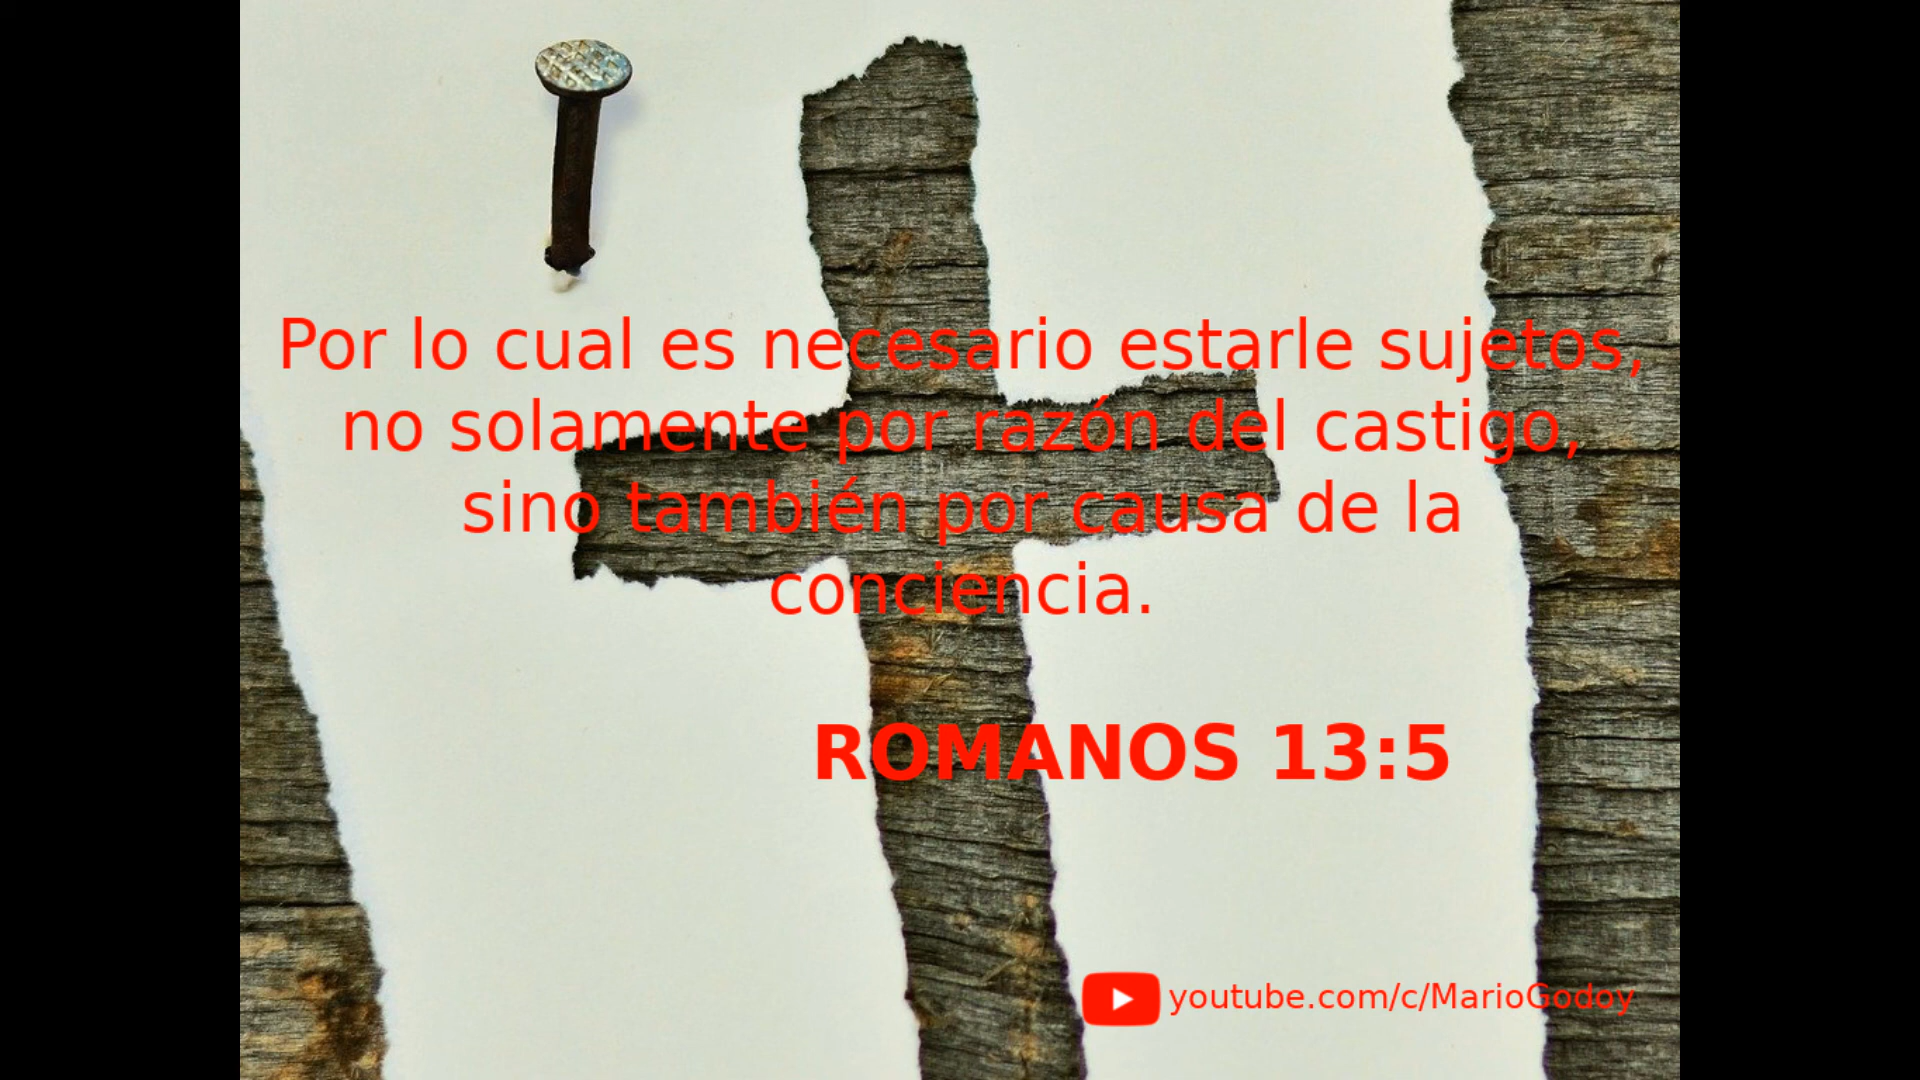 Por lo cual es necesario estarle sujetos,
no solamente por razón del castigo,
sino también por causa de la
conciencia.
ROMANOS 13:5
youtube.com/c/MarioGodoy